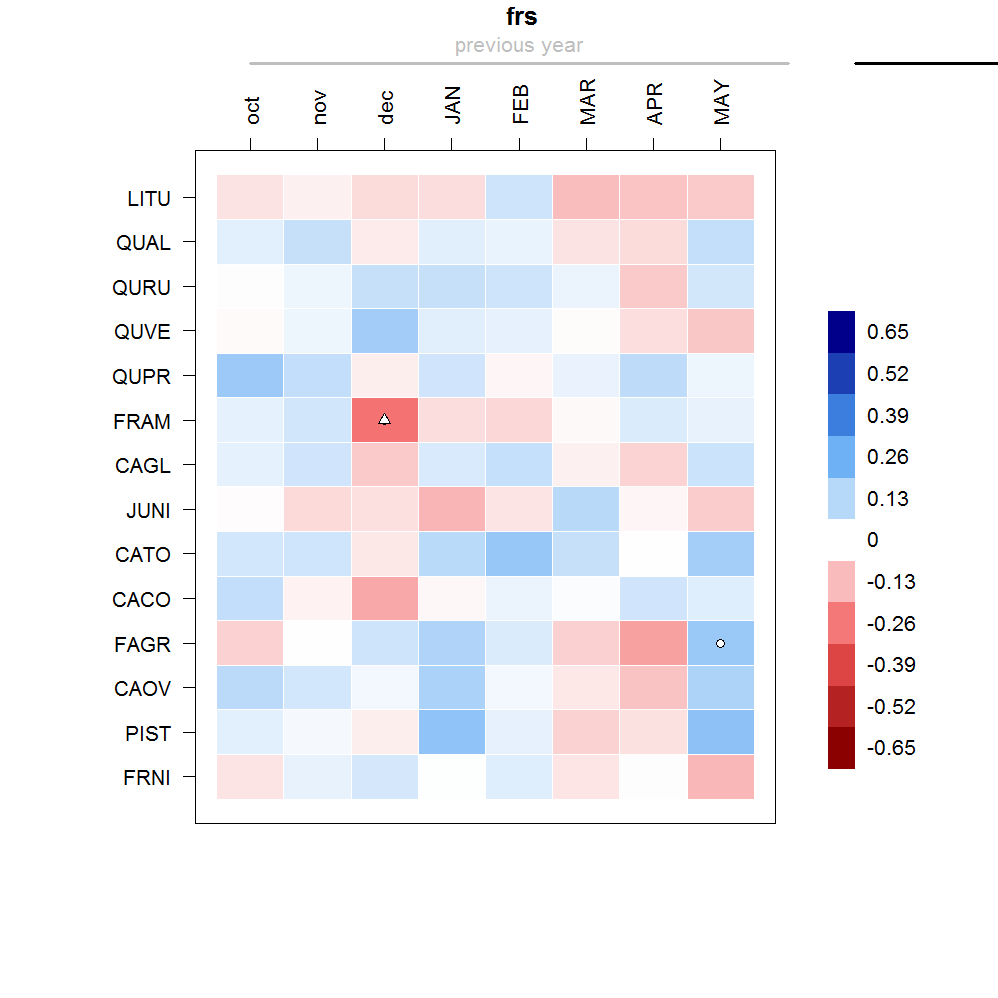 frs
previous year
oct nov dec JAN FEB MAR APR MAY
LITU
QUAL
QURU
QUVE
QUPR
FRAM
CAGL
JUNI
CATO
CACO
FAGR
CAOV
PIST
FRNI
0.65
0.52
0.39
0.26
0.13
0
-0.13
-0.26
-0.39
-0.52
-0.65